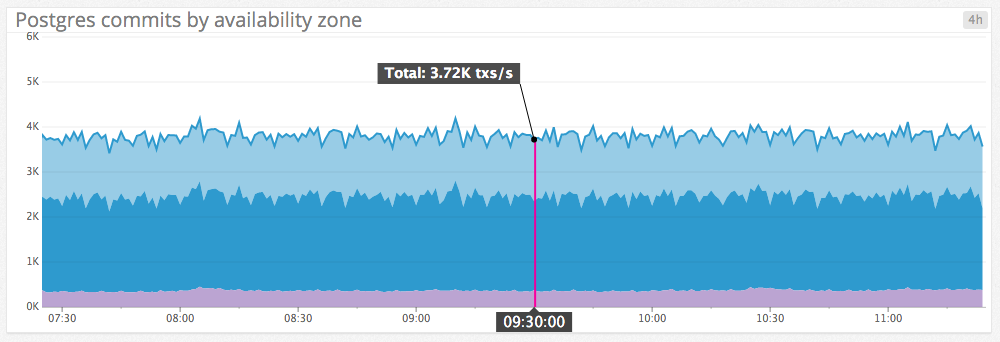 Postgres commits by availability zone
4h
6K
5K
Total: 3.72K txs/s
4K
3K
2K
1K
0K
07:30
08:00
08:30
09:00
09:30:00
10:00
10:30
11:00